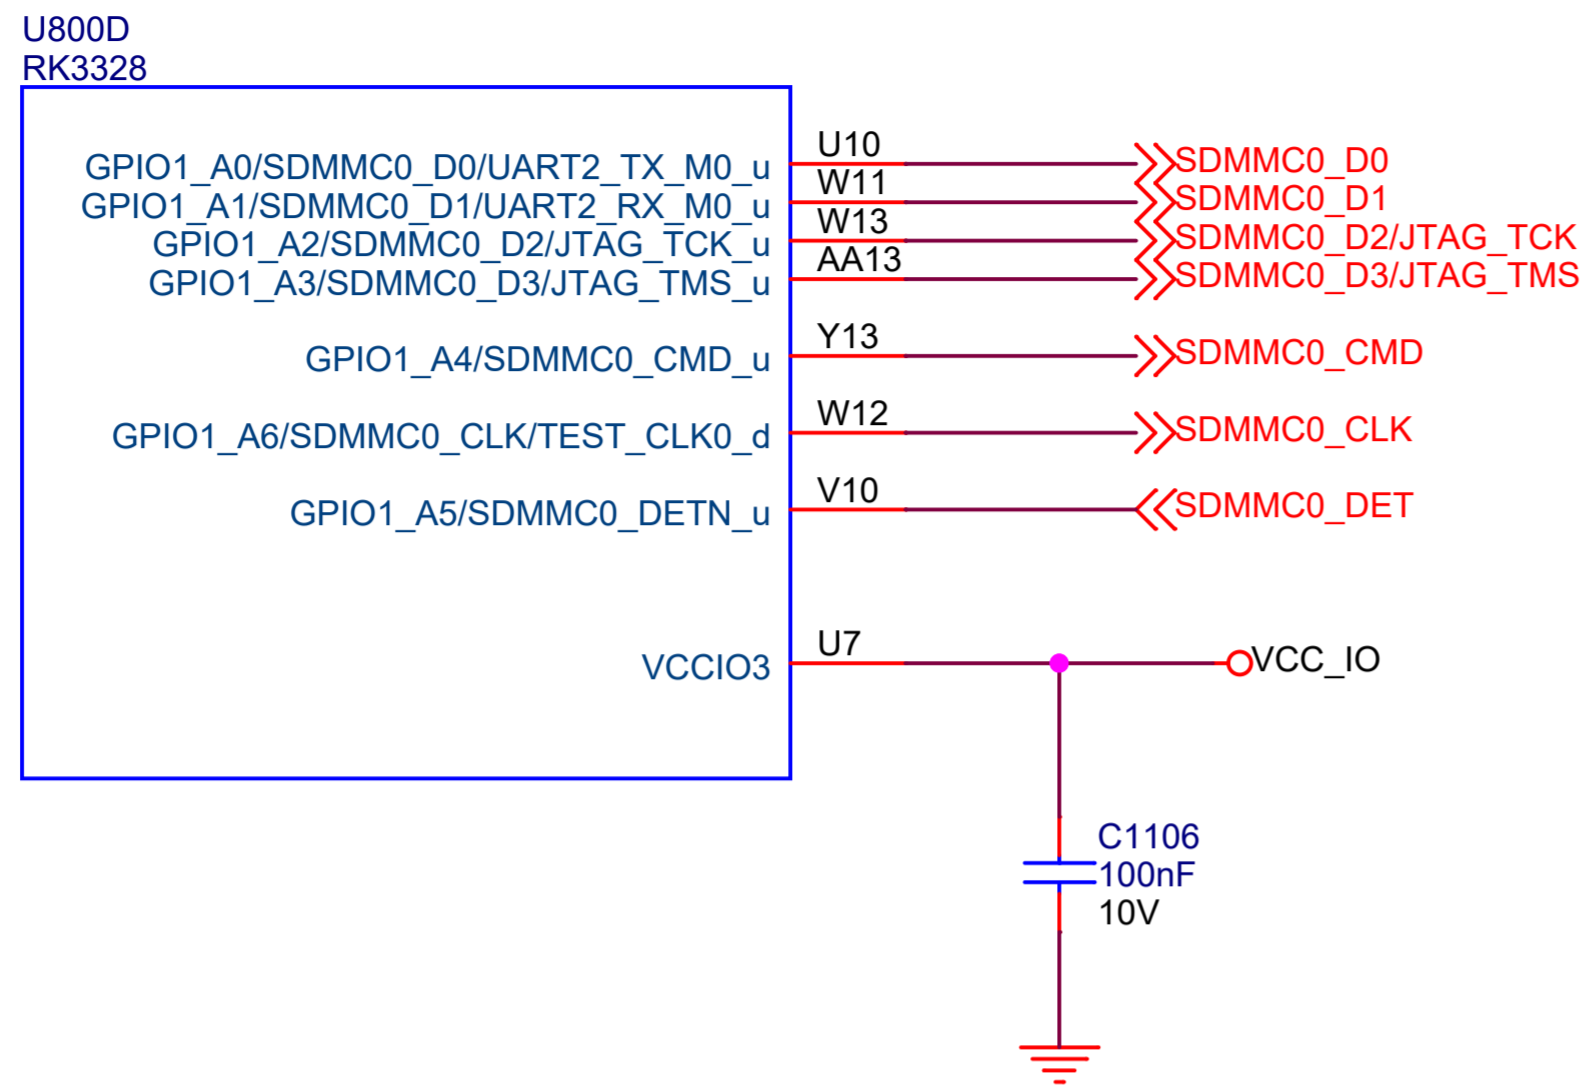 U800D
RK3328
GPIO1_A0/SDMMC0_D0/UART2_TX_M0_u U10 SDMMC0_D0
GPIO1_A1/SDMMC0_D1/UART2_RX_M0_u W11 SDMMC0_D1
GPIO1_A2/SDMMC0_D2/JTAG_TCK_u W13 SDMMC0_D2/JTAG_TCK
GPIO1_A3/SDMMC0_D3/JTAG_TMS_u AA13 SDMMC0_D3/JTAG_TMS
GPIO1_A4/SDMMC0_CMD_u Y13 SDMMC0_CMD
GPIO1_A6/SDMMC0_CLK/TEST_CLK0_d W12 SDMMC0_CLK
GPIO1_A5/SDMMC0_DETN_u V10 SDMMC0_DET
VCCIO3 U7 VCC_IO
C1106
100nF
10V